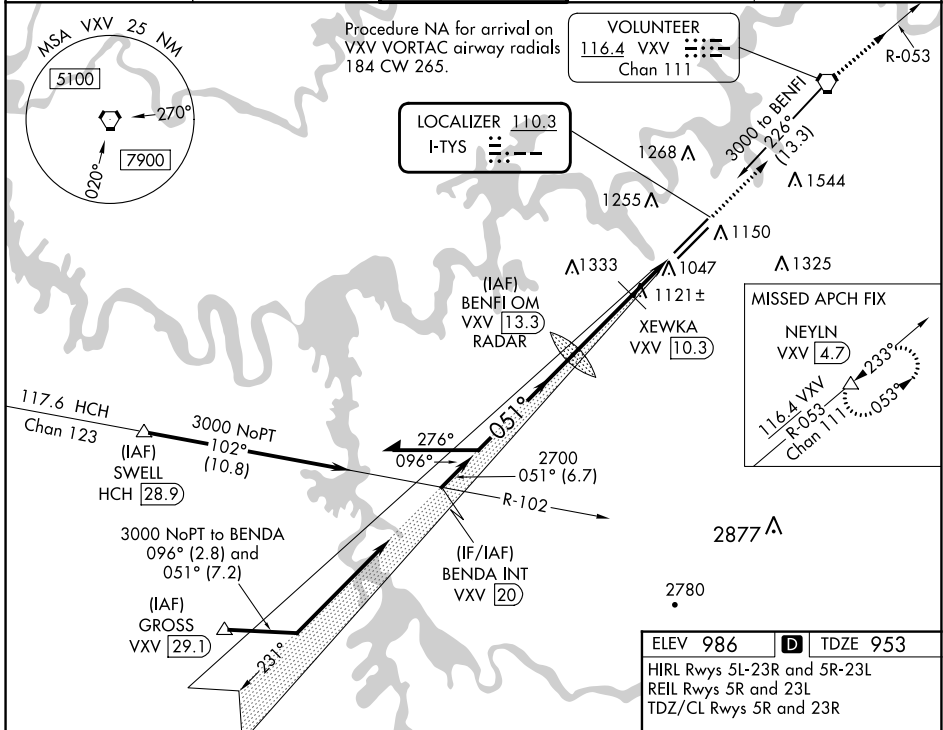 MSA VXV 25 NM
5100
270°
7900
020°
Procedure NA for arrival on
VXV VORTAC airway radials
184 CW 265.
VOLUNTEER
116.4 VXV
Chan 111
R-053
LOCALIZER 110.3
I-TYS
3000 to BENFI
226°
(13.3)
1268
1544
1255
1150
1333
1047
1325
1121±
(IAF)
BENFI OM
VXV 13.3
RADAR
XEWKA
VXV 10.3
MISSED APCH FIX
NEYLN
VXV 4.7
233°
053°
116.4 VXV
R-053
Chan 111
117.6 HCH
Chan 123
3000 NoPT
102°
(10.8)
(IAF)
SWELL
HCH 28.9
051°
276°
096°
2700
051° (6.7)
R-102
3000 NoPT to BENDA
096° (2.8) and
051° (7.2)
(IF/IAF)
BENDA INT
VXV 20
2877
2780
(IAF)
GROSS
VXV 29.1
231°
ELEV 986 D TDZE 953
HIRL Rwys 5L-23R and 5R-23L
REIL Rwys 5R and 23L
TDZ/CL Rwys 5R and 23R